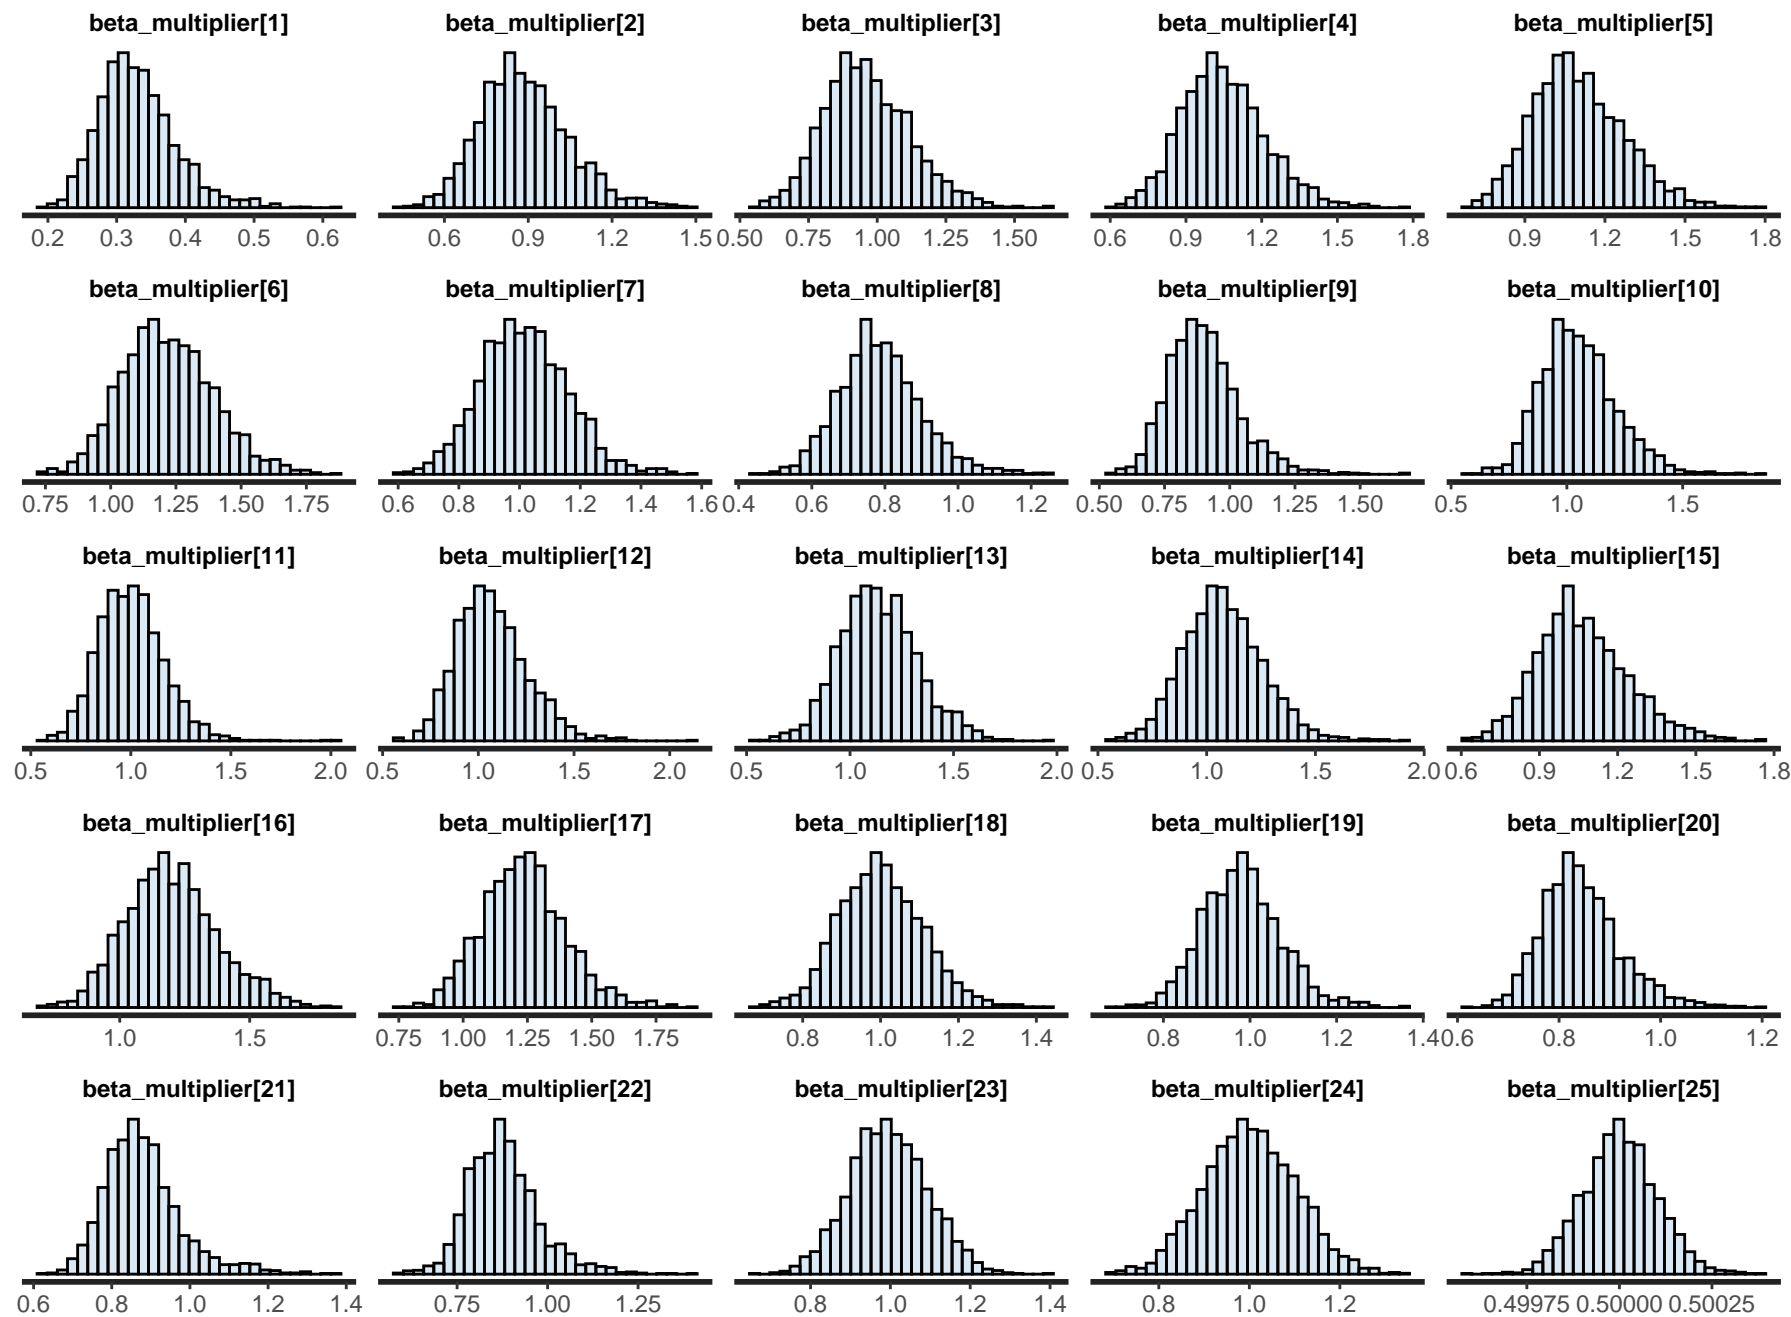 beta_multiplier[1] beta_multiplier[2] beta_multiplier[3] beta_multiplier[4] beta_multiplier[5]
0.2 0.3 0.4 0.5 0.6 0.6 0.9 1.2 1.5 0.50 0.75 1.00 1.25 1.50 0.6 0.9 1.2 1.5 1.8 0.9 1.2 1.5 1.8
beta_multiplier[6] beta_multiplier[7] beta_multiplier[8] beta_multiplier[9] beta_multiplier[10]
0.75 1.00 1.25 1.50 1.75 0.6 0.8 1.0 1.2 1.4 1.6 0.4 0.6 0.8 1.0 1.2 0.50 0.75 1.00 1.25 1.50 0.5 1.0 1.5
beta_multiplier[11] beta_multiplier[12] beta_multiplier[13] beta_multiplier[14] beta_multiplier[15]
0.5 1.0 1.5 2.0 0.5 1.0 1.5 2.0 0.5 1.0 1.5 2.0 0.5 1.0 1.5 2.0 0.6 0.9 1.2 1.5 1.8
beta_multiplier[16] beta_multiplier[17] beta_multiplier[18] beta_multiplier[19] beta_multiplier[20]
1.0 1.5 0.75 1.00 1.25 1.50 1.75 0.8 1.0 1.2 1.4 0.8 1.0 1.2 1.4 0.6 0.8 1.0 1.2
beta_multiplier[21] beta_multiplier[22] beta_multiplier[23] beta_multiplier[24] beta_multiplier[25]
0.6 0.8 1.0 1.2 1.4 0.75 1.00 1.25 0.8 1.0 1.2 1.4 0.8 1.0 1.2 0.49975 0.50000 0.50025